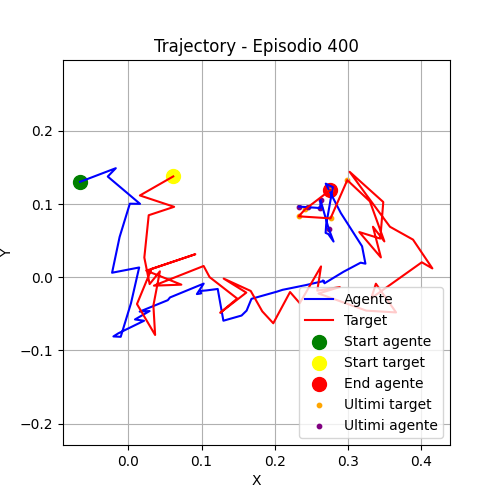 Trajectory - Episodio 400
Y
0.2
0.1
0.0
−0.1
−0.2
0.0
0.1
0.2
0.3
0.4
X
Agente
Target
Start agente
Start target
End agente
Ultimi target
Ultimi agente